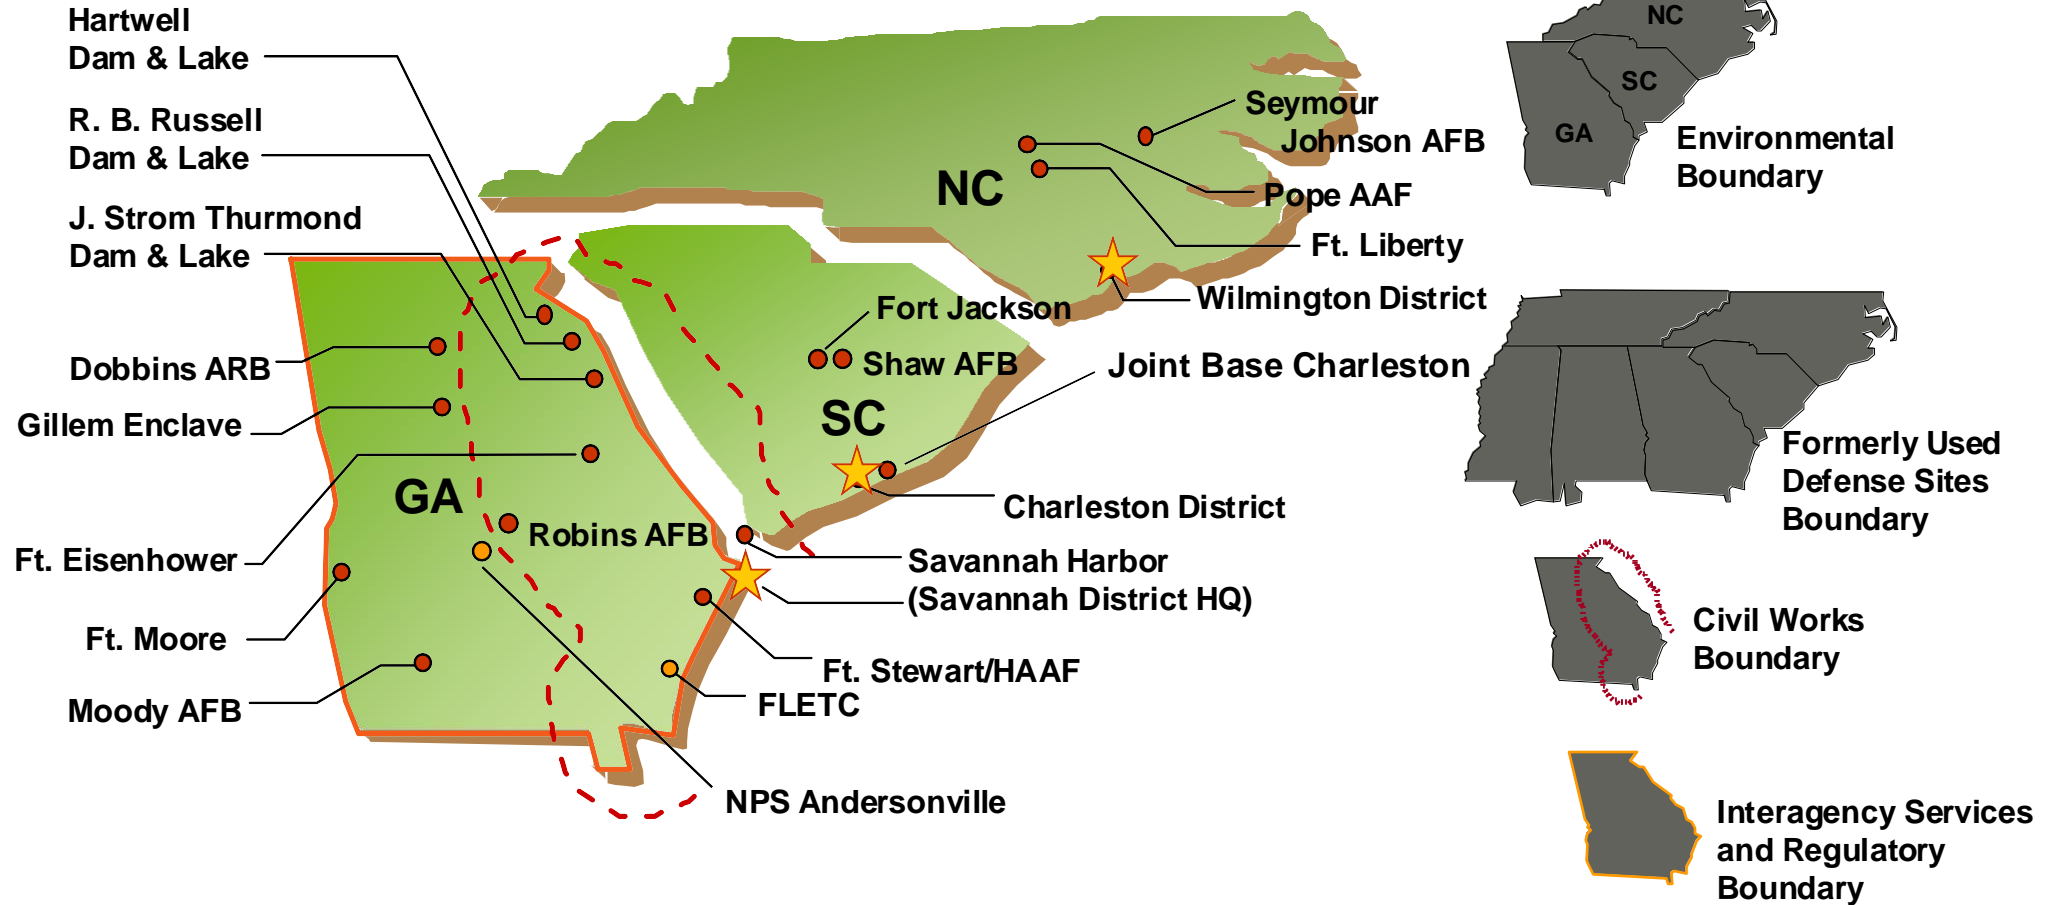 Hartwell
Dam & Lake
R. B. Russell
Dam & Lake
J. Strom Thurmond
Dam & Lake
Dobbins ARB
Gillem Enclave
GA
Ft. Eisenhower
Robins AFB
Ft. Moore
Moody AFB
NC
Seymour
Johnson AFB
Pope AAF
Ft. Liberty
Wilmington District
Fort Jackson
Shaw AFB
Joint Base Charleston
SC
Charleston District
Savannah Harbor
(Savannah District HQ)
Ft. Stewart/HAAF
FLETC
NPS Andersonville
NC
SC
GA
Environmental
Boundary
Formerly Used
Defense Sites
Boundary
Civil Works
Boundary
Interagency Services
and Regulatory
Boundary